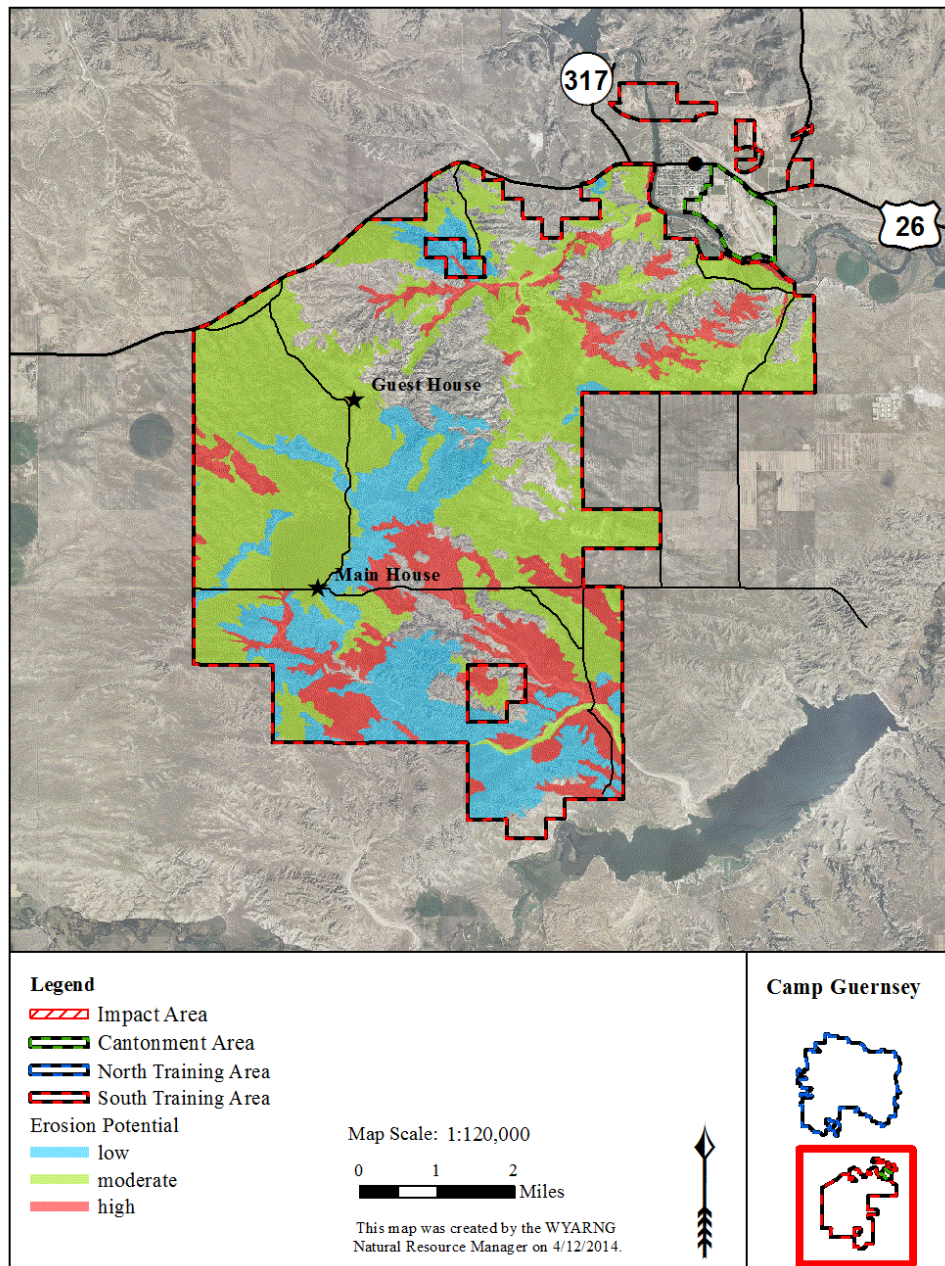 317
26
Guest House
Main House
Legend
Impact Area
Cantonment Area
North Training Area
South Training Area
Erosion Potential
low
moderate
high
Map Scale: 1:120,000
0 1 2
Miles
This map was created by the WYARNG
Natural Resource Manager on 4/12/2014.
Camp Guernsey